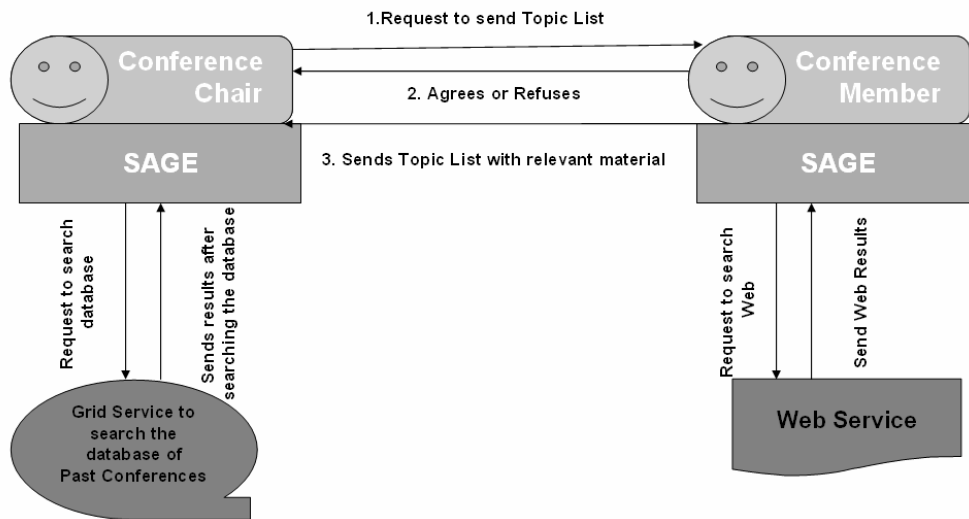 1.Request to send Topic List
Conference
Chair
Conference
Member
2. Agrees or Refuses
SAGE
3. Sends Topic List with relevant material
SAGE
Request to search
database
Sends results after
searching the database
Request to search
Web
Send Web Results
Grid Service to
search the
database of
Past Conferences
Web Service